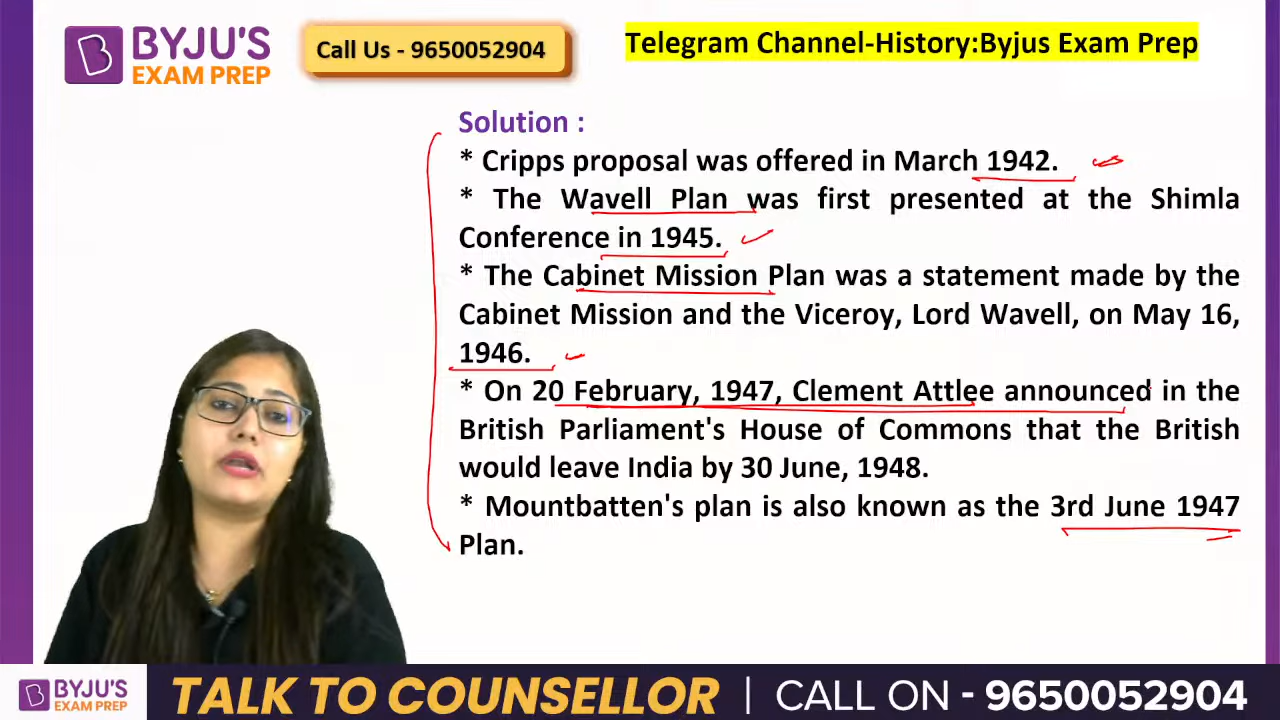 BYJU'S
EXAM PREP
Call Us - 9650052904
Telegram Channel-History:Byjus Exam Prep
Solution :
* Cripps proposal was offered in March 1942.
* The Wavell Plan was first presented at the Shimla
Conference in 1945.
* The Cabinet Mission Plan was a statement made by the
Cabinet Mission and the Viceroy, Lord Wavell, on May 16,
1946.
* On 20 February, 1947, Clement Attlee announced in the
British Parliament's House of Commons that the British
would leave India by 30 June, 1948.
* Mountbatten's plan is also known as the 3rd June 1947
Plan.
BYJU'S
EXAM PREP
TALK TO COUNSELLOR | CALL ON - 9650052904